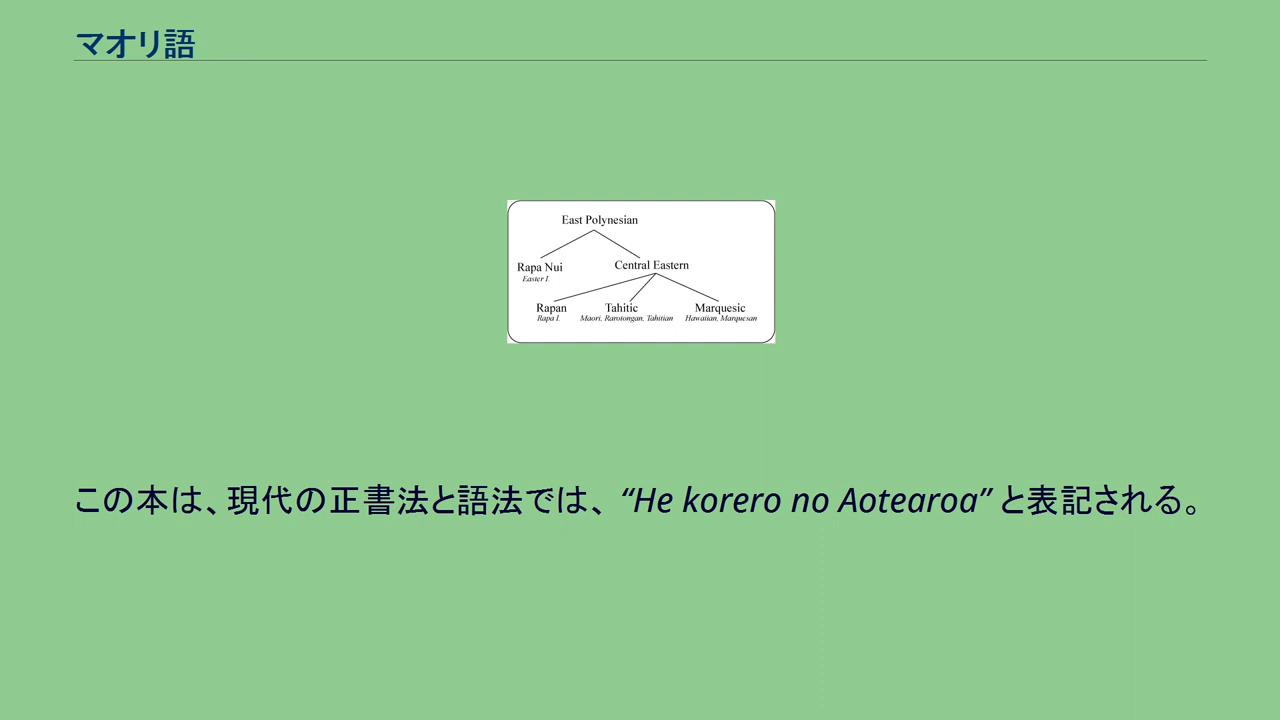 マオリ語
East Polynesian
Rapa Nui
Easter I.
Central Eastern
Rapan
Rapa I.
Tahitic
Maori, Rarotongan, Tahitian
Marquesic
Hawaiian, Marquesan
この本は、現代の正書法と語法では、“He korero no Aotearoa” と表記される。